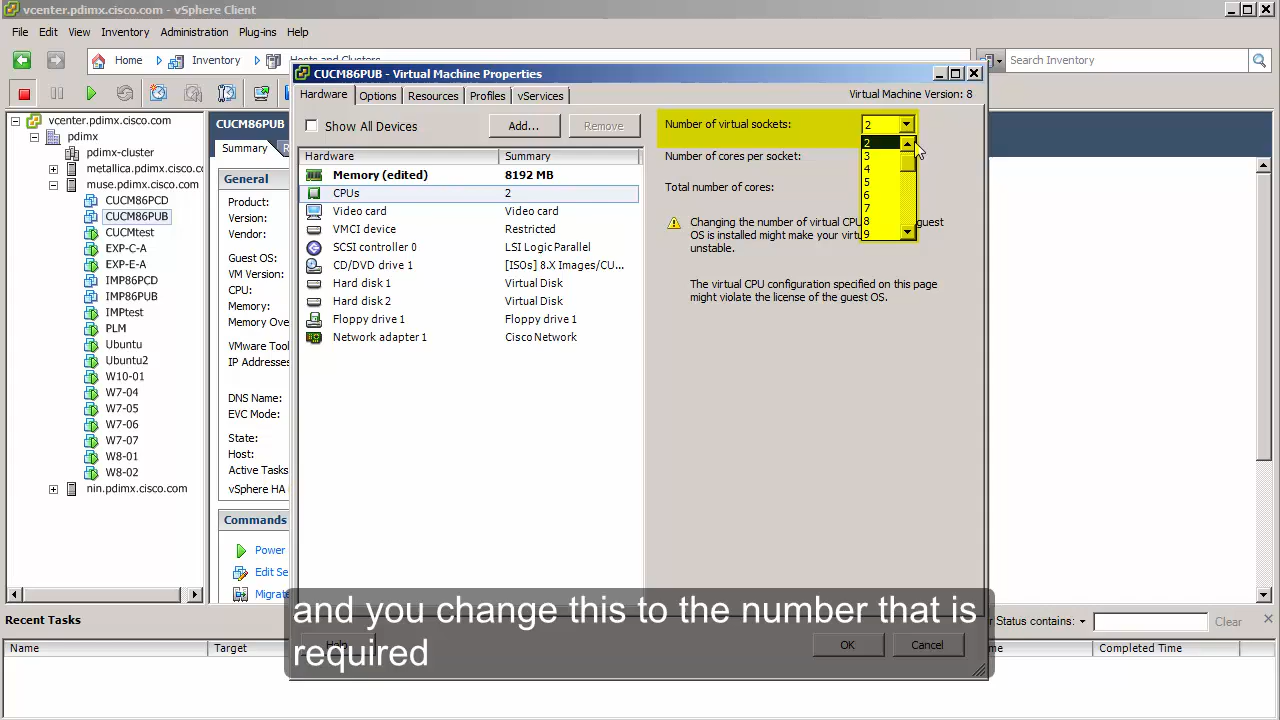 vcenter.pdimx.cisco.com - vSphere Client
File Edit View Inventory Administration Plug-ins Help
Home Inventory Hosts and Clusters
Search Inventory
vcenter.pdimx.cisco.com
pdimx
pdimx-cluster
metallica.pdimx.cc
muse.pdimx.cisco.com
CUCM86PCD
CUCM86PUB
CUCMtest
EXP-C-A
EXP-E-A
IMP86PCD
IMP86PUB
IMPtest
PLM
Ubuntu
Ubuntu2
W10-01
W7-04
W7-05
W7-06
W7-07
W8-01
W8-02
nin.pdimx.cisco.com
CUCM86PUB
Summary
General
Product:
Version:
Vendor:
Guest OS:
VM Version:
CPU:
Memory:
Memory Ove
VMware Tool
IP Addresses
DNS Name:
EVC Mode:
State:
Host:
Active Tasks
vSphere HA
Commands
Power
Edit Se
Migrate
CUCM86PUB - Virtual Machine Properties
Hardware Options Resources Profiles vServices
Virtual Machine Version: 8
Show All Devices Add... Remove
Hardware Summary
Memory (edited) 8192 MB
CPUs 2
Video card Video card
VMCI device Restricted
SCSI controller 0 LSI Logic Parallel
CD/DVD drive 1 [ISOs] 8.X Images/CU...
Hard disk 1 Virtual Disk
Hard disk 2 Virtual Disk
Floppy drive 1 Floppy drive 1
Network adapter 1 Cisco Network
Number of virtual sockets: 2
2
3
4
5
6
7
8
9
Number of cores per socket:
Total number of cores:
Changing the number of virtual CPU guest
OS is installed might make your virtu
unstable.
The virtual CPU configuration specified on this page
might violate the license of the guest OS.
and you change this to the number that is
required
Help OK Cancel
Recent Tasks
Status contains: Clear
Name Target Completed Time